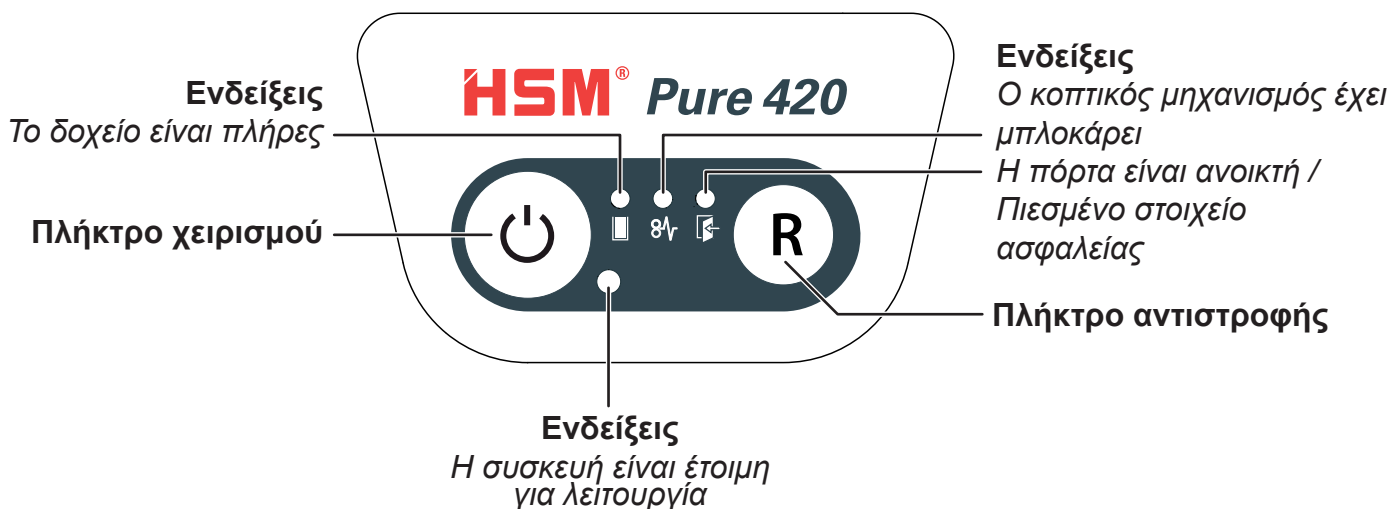 HSM® Pure 420
Ενδείξεις
Το δοχείο είναι πλήρες
Πλήκτρο χειρισμού
Ενδείξεις
Ο κοπτικός μηχανισμός έχει
μπλοκάρει
Η πόρτα είναι ανοικτή /
Πιεσμένο στοιχείο
ασφαλείας
R
Πλήκτρο αντιστροφής
Ενδείξεις
Η συσκευή είναι έτοιμη
για λειτουργία